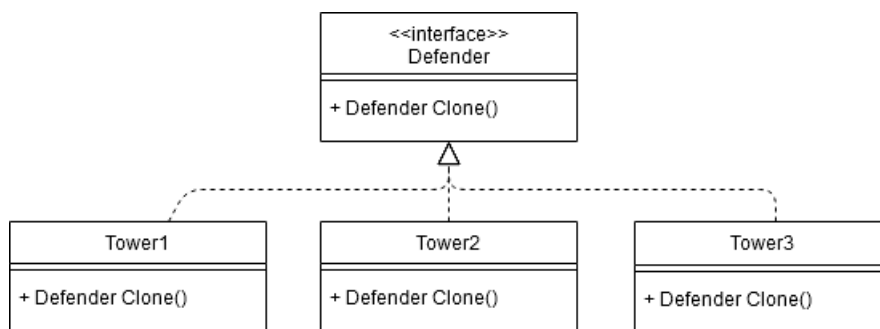 <<interface>>
Defender
+ Defender Clone()
Tower1
Tower2
Tower3
+ Defender Clone()
+ Defender Clone()
+ Defender Clone()